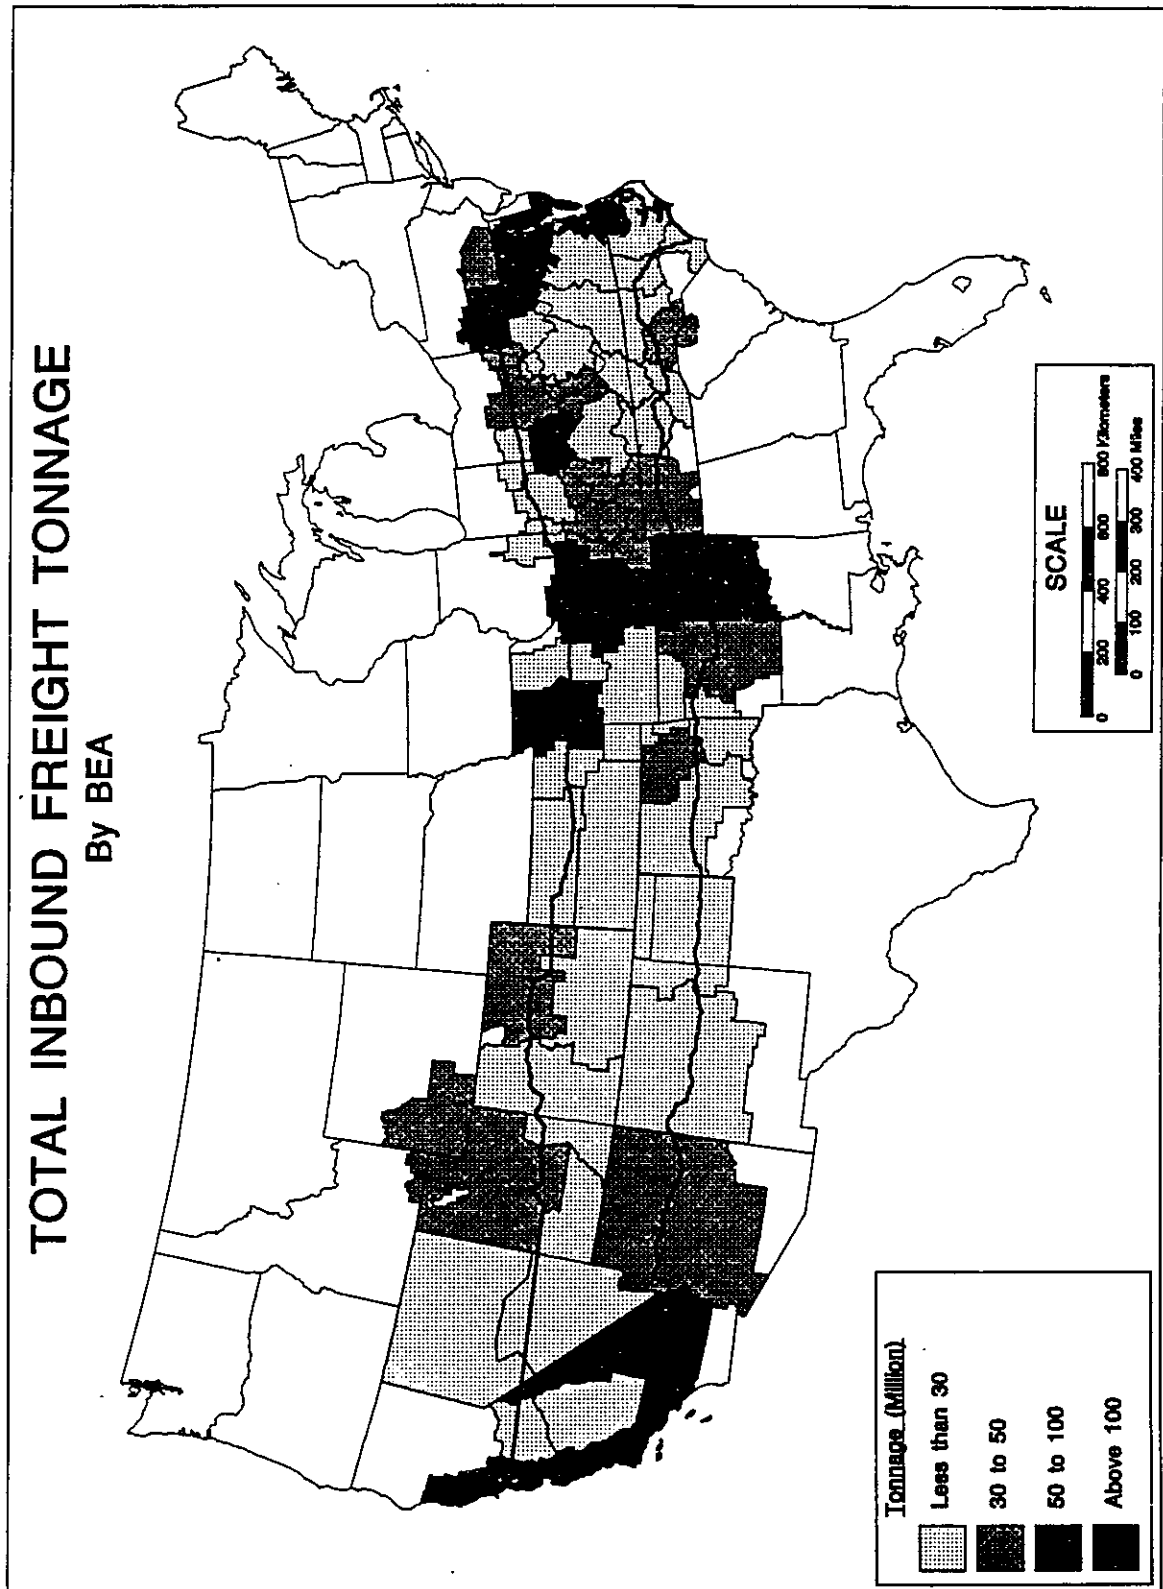 TOTAL INBOUND FREIGHT TONNAGE
By BEA
Tonnage (Million)
Less than 30
30 to 50
50 to 100
Above 100
SCALE
0 200 400 600 800 Kilometers
0 100 200 300 400 Miles